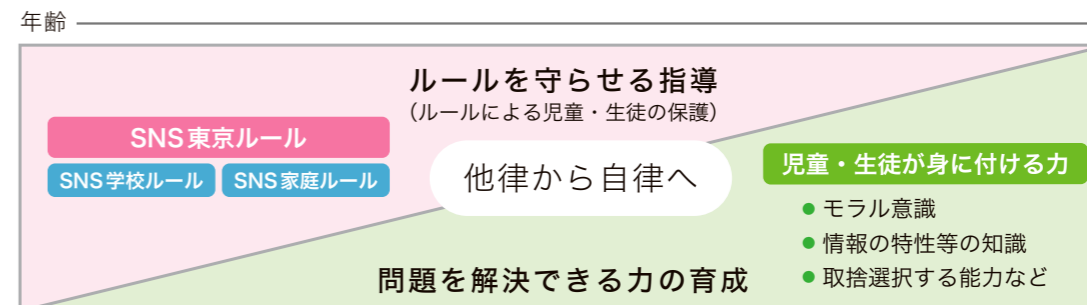 年齢
ルールを守らせる指導
(ルールによる児童・生徒の保護)
SNS東京ルール
SNS学校ルール
SNS家庭ルール
他律から自律へ
児童・生徒が身に付ける力
● モラル意識
● 情報の特性等の知識
● 取捨選択する能力など
問題を解決できる力の育成